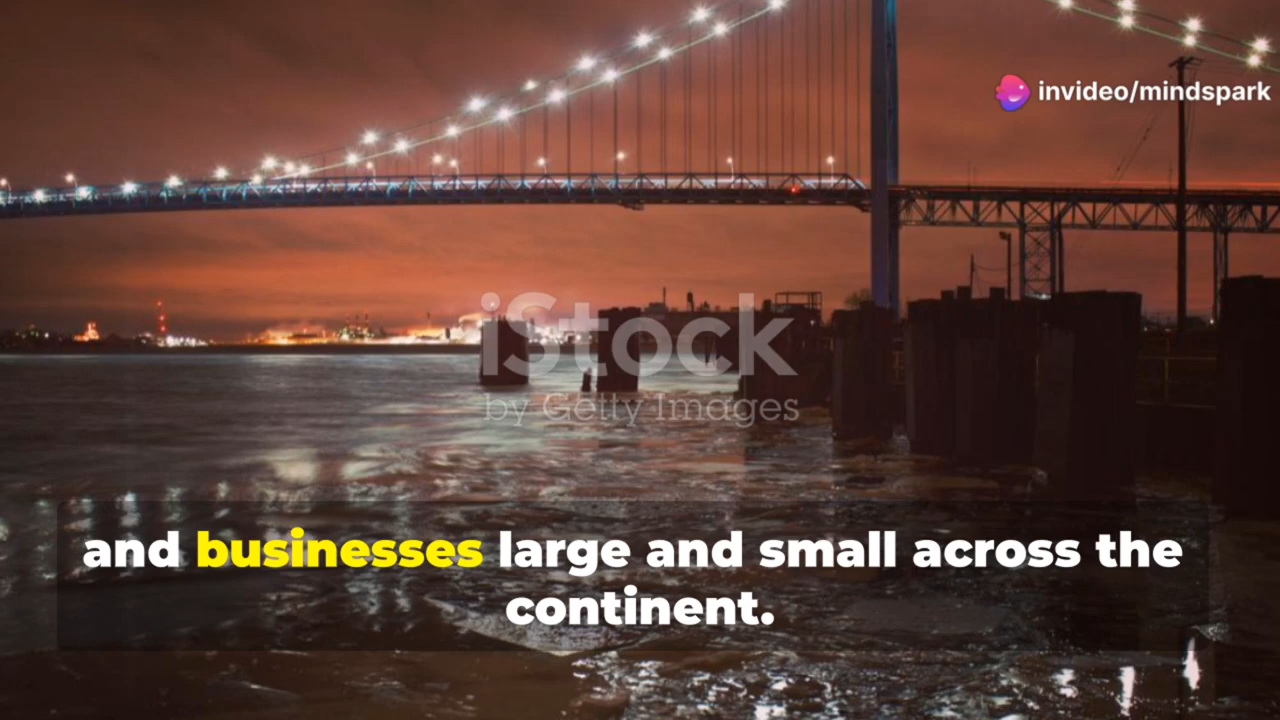 invideo/mindspark
iStock
by Getty Images
and businesses large and small across the
continent.